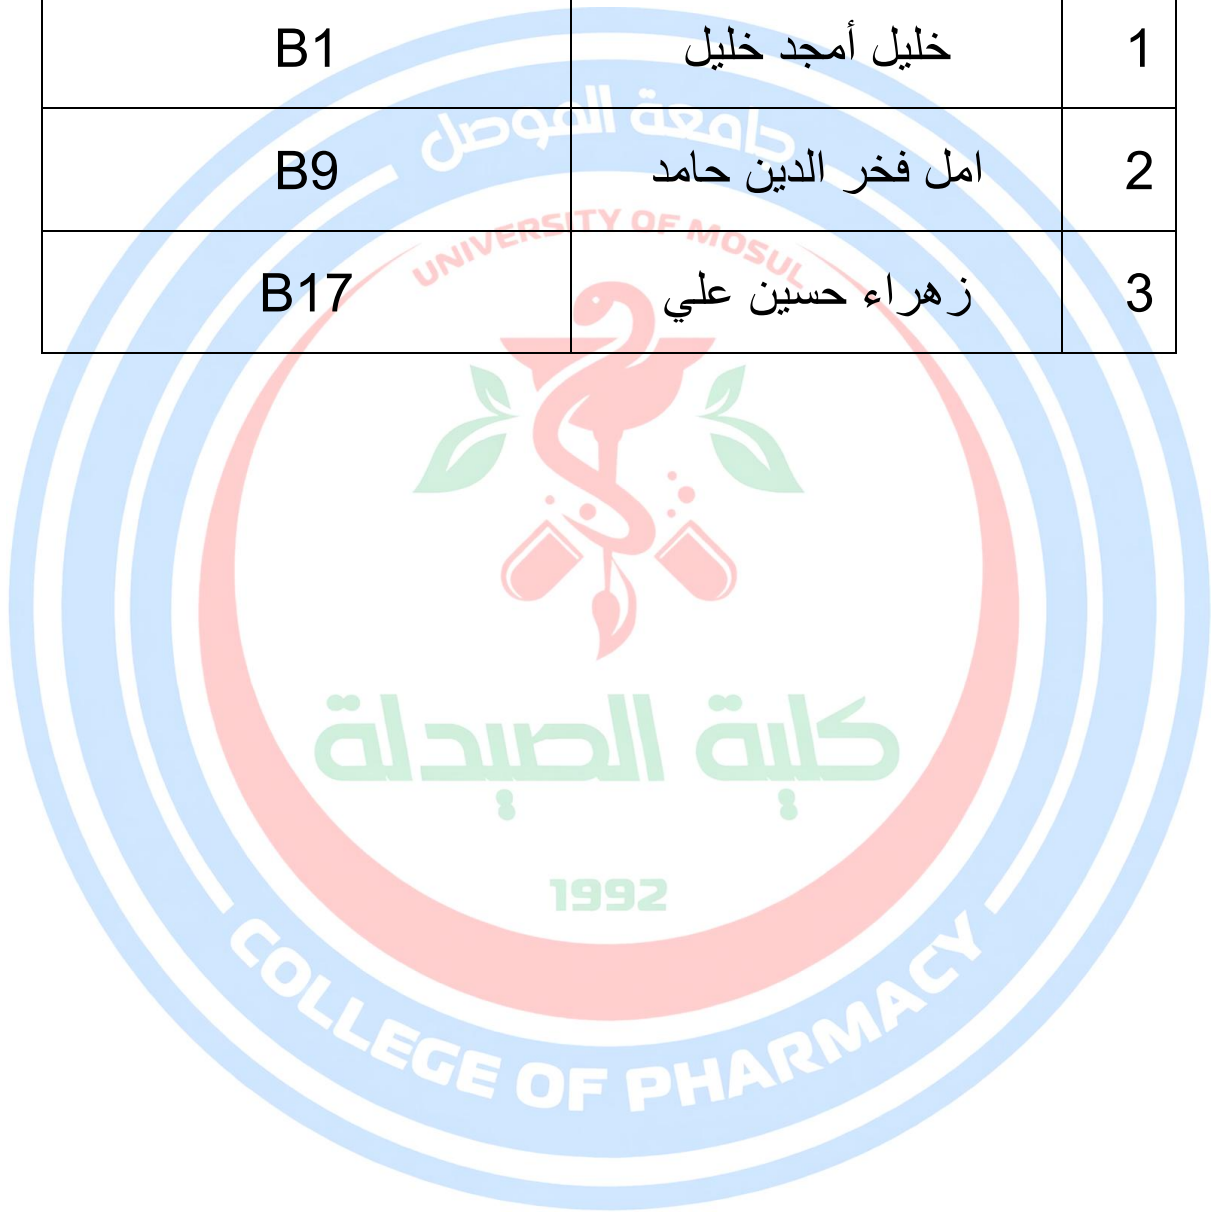 1 خليل أمجد خليل B1
2 امل فخر الدين حامد B9
3 زهراء حسين علي B17
جامعة الموصل
UNIVERSITY OF MOSUL
كلية الصيدلة
1992
COLLEGE OF PHARMACY